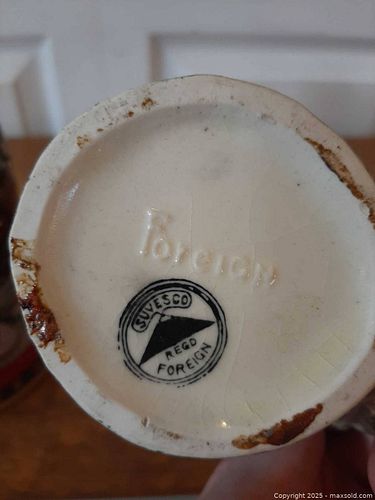 Foreign
SUVESCO
REGD
FOREIGN
Copyright 2025 - maxsold.com